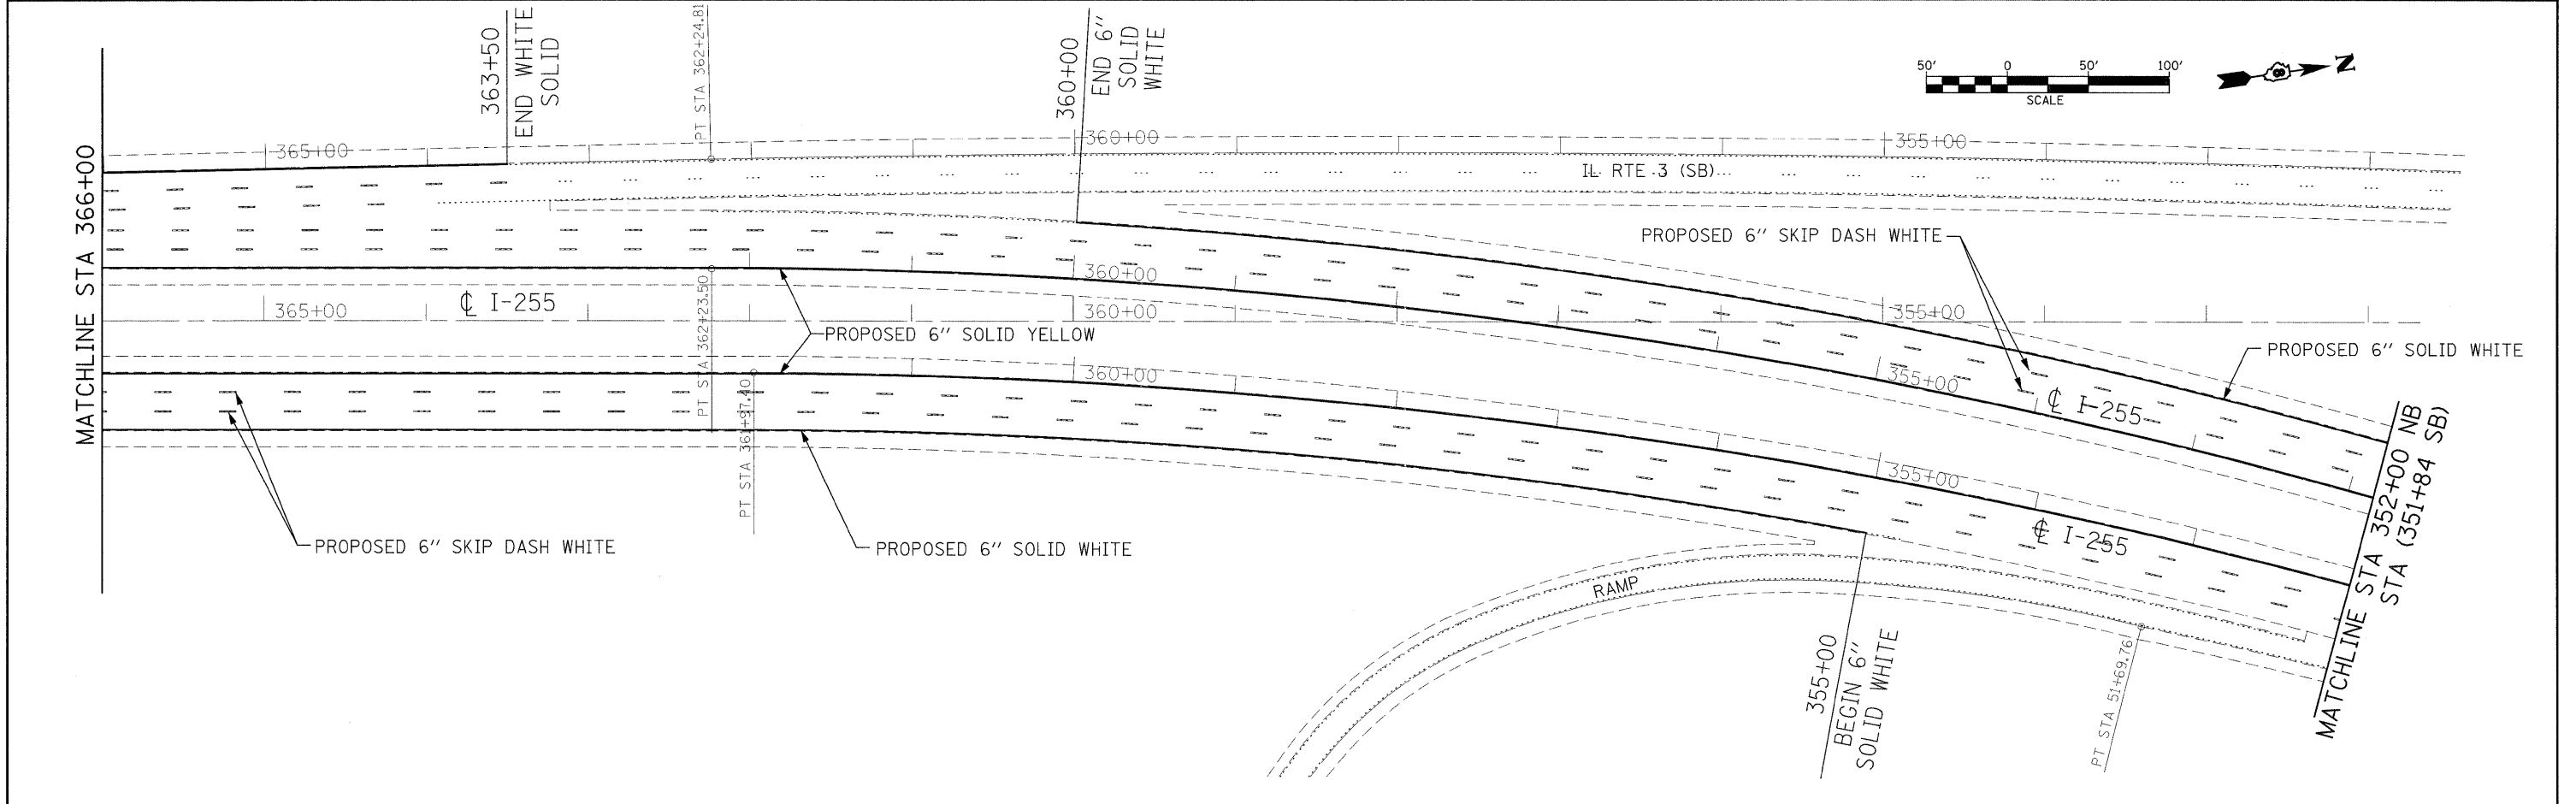 363+50
END WHITE
SOLID
PT STA 362+24.81
360+00
END 6"
SOLID
WHITE
50' 0 50' 100'
SCALE
N
MATCHLINE STA 366+00
365+00
360+00
355+00
IL RTE 3 (SB)
PROPOSED 6" SKIP DASH WHITE
365+00
℄ I-255
PT STA 362+23.50
360+00
360+00
355+00
PROPOSED 6" SOLID YELLOW
PROPOSED 6" SOLID WHITE
360+00
355+00
℄ I-255
PT STA 361+97.40
355+00
℄ I-255
PROPOSED 6" SKIP DASH WHITE
PROPOSED 6" SOLID WHITE
RAMP
355+00
BEGIN 6"
SOLID WHITE
PT STA 51+69.76
MATCHLINE STA 352+00 NB
STA (351+84 SB)